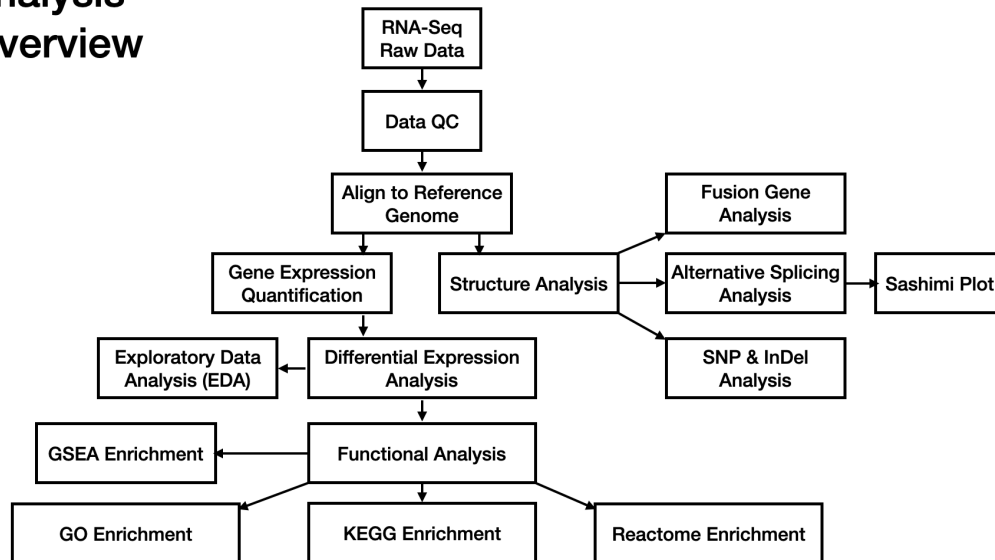 verview
RNA-Seq
Raw Data
Data QC
Align to Reference
Genome
Fusion Gene
Analysis
Gene Expression
Quantification
Structure Analysis
Alternative Splicing
Analysis
Sashimi Plot
Exploratory Data
Analysis (EDA)
Differential Expression
Analysis
SNP & InDel
Analysis
GSEA Enrichment
Functional Analysis
GO Enrichment
KEGG Enrichment
Reactome Enrichment